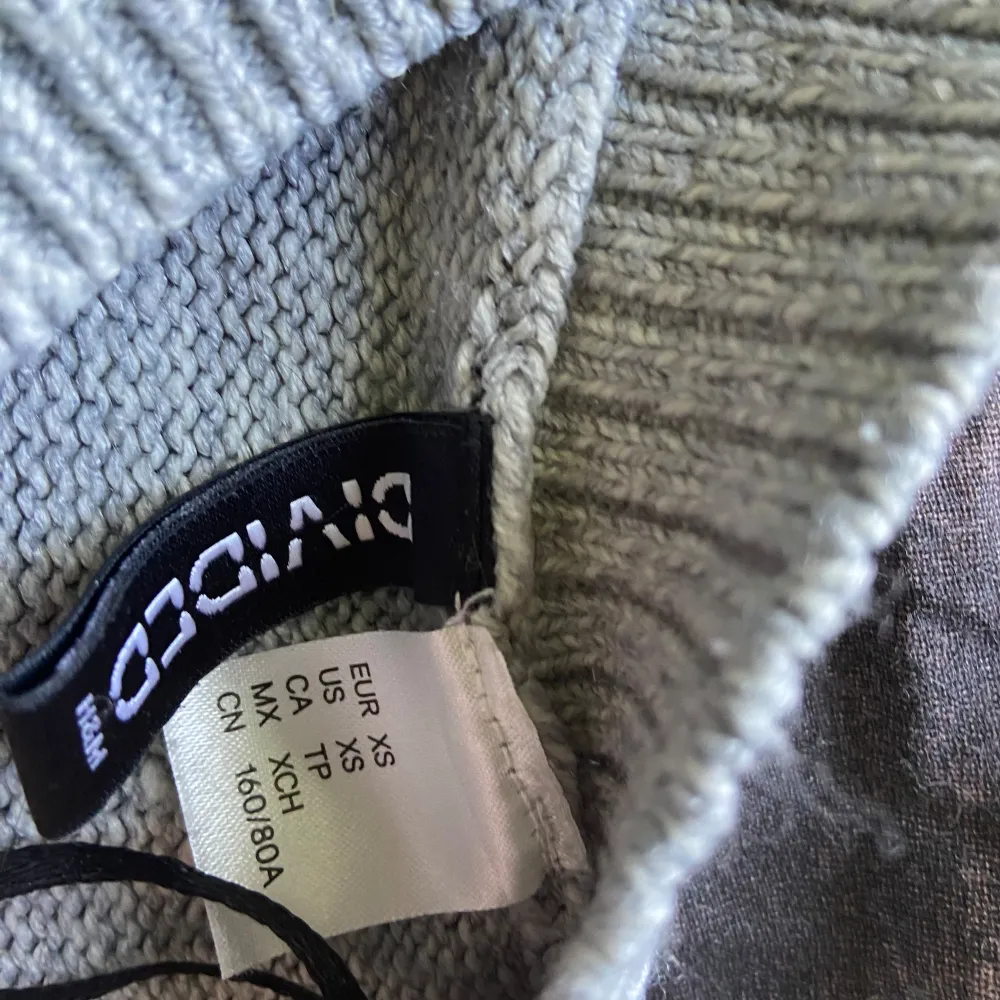 DIVIDED
H&M
EUR XS
US XS
CA TP
MX XCH
CN 160/80A